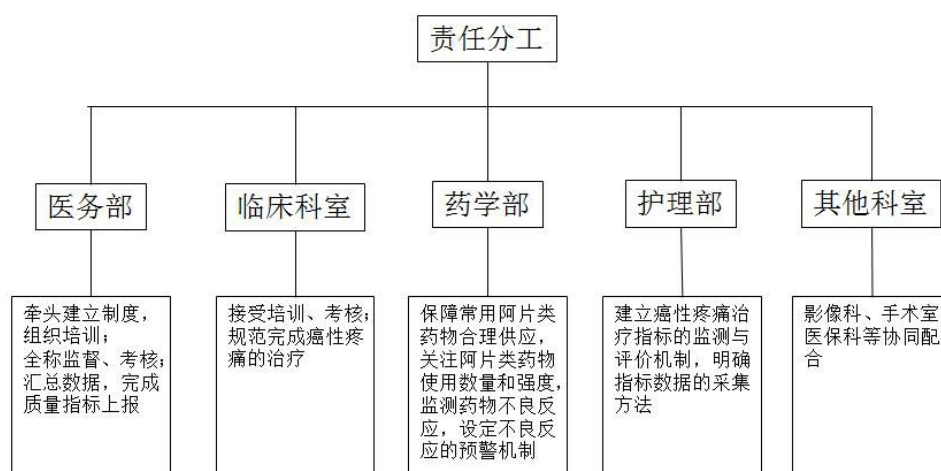 责任分工
医务部
临床科室
药学部
护理部
其他科室
牵头建立制度，
组织培训；
全称监督、考核；
汇总数据，完成
质量指标上报
接受培训、考核；
规范完成癌性疼
痛的治疗
保障常用阿片类
药物合理供应，
关注阿片类药物
使用数量和强度，
监测药物不良反
应，设定不良反
应的预警机制
建立癌性疼痛治
疗指标的监测与
评价机制，明确
指标数据的采集
方法
影像科、手术室
医保科等协同配
合